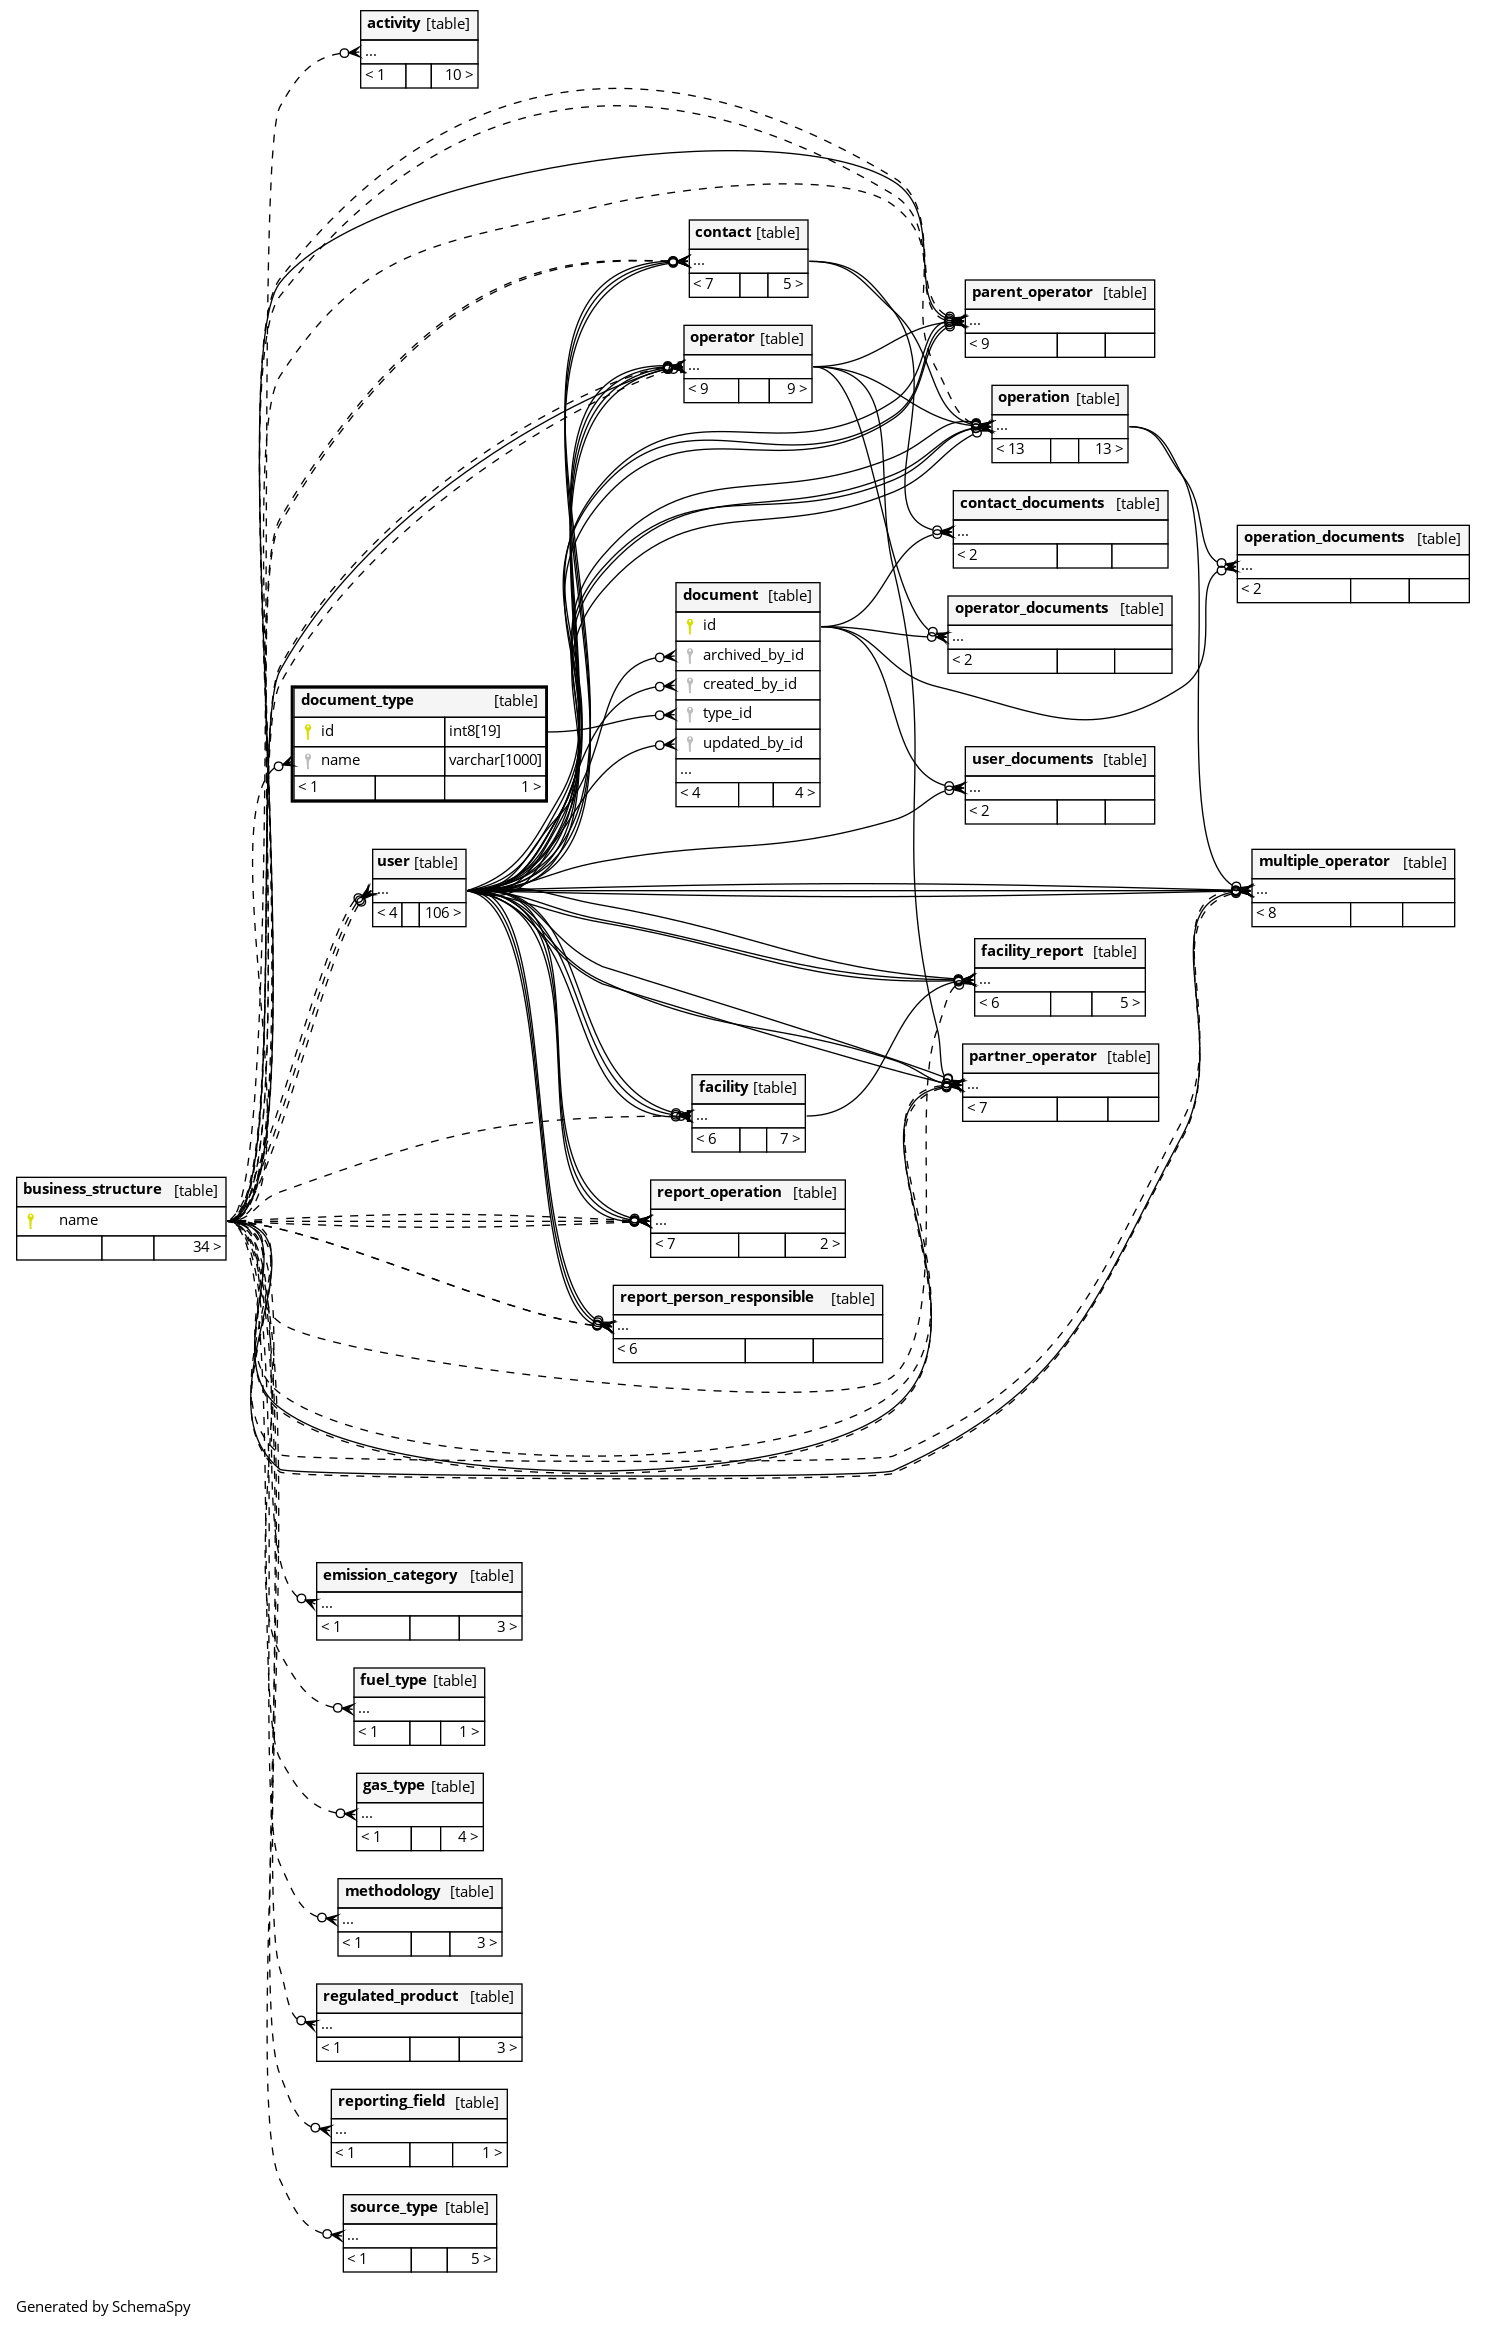 activity [table]
...
< 1 10 >
contact [table]
...
< 7 5 >
parent_operator [table]
...
< 9
operator [table]
...
< 9 9 >
operation [table]
...
< 13 13 >
contact_documents [table]
...
< 2
operation_documents [table]
...
< 2
document [table]
id
archived_by_id
created_by_id
type_id
updated_by_id
...
< 4 4 >
operator_documents [table]
...
< 2
document_type [table]
id int8[19]
name varchar[1000]
< 1 1 >
user_documents [table]
...
< 2
user [table]
...
< 4 106 >
multiple_operator [table]
...
< 8
facility_report [table]
...
< 6 5 >
partner_operator [table]
...
< 7
facility [table]
...
< 6 7 >
business_structure [table]
name
34 >
report_operation [table]
...
< 7 2 >
report_person_responsible [table]
...
< 6
emission_category [table]
...
< 1 3 >
fuel_type [table]
...
< 1 1 >
gas_type [table]
...
< 1 4 >
methodology [table]
...
< 1 3 >
regulated_product [table]
...
< 1 3 >
reporting_field [table]
...
< 1 1 >
source_type [table]
...
< 1 5 >
Generated by SchemaSpy